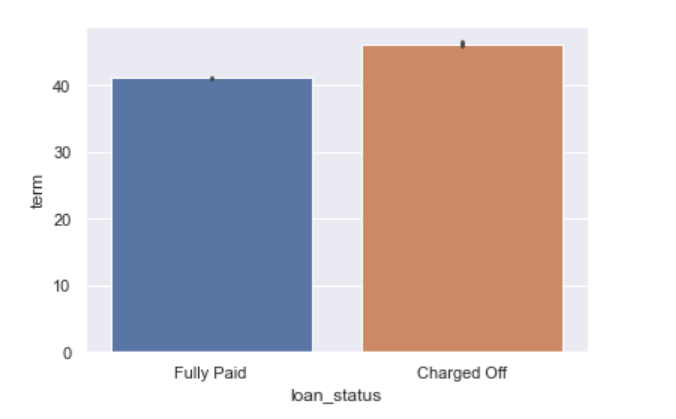 40
30
20
10
0
term
Fully Paid
Charged Off
loan_status